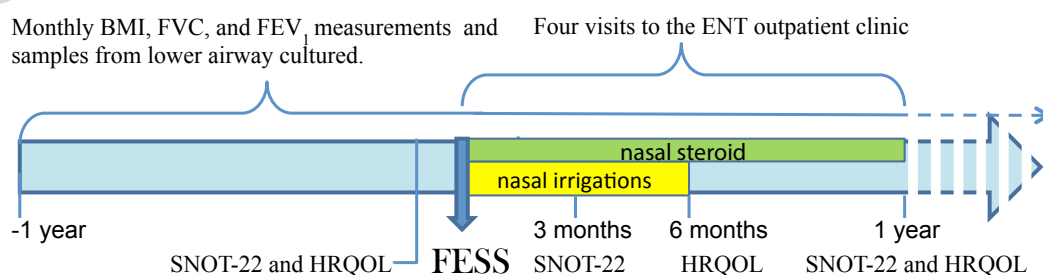 Monthly BMI, FVC, and FEV1 measurements and
samples from lower airway cultured.
Four visits to the ENT outpatient clinic
nasal steroid
nasal irrigations
-1 year
3 months
6 months
1 year
SNOT-22 and HRQOL
FESS
SNOT-22
HRQOL
SNOT-22 and HRQOL